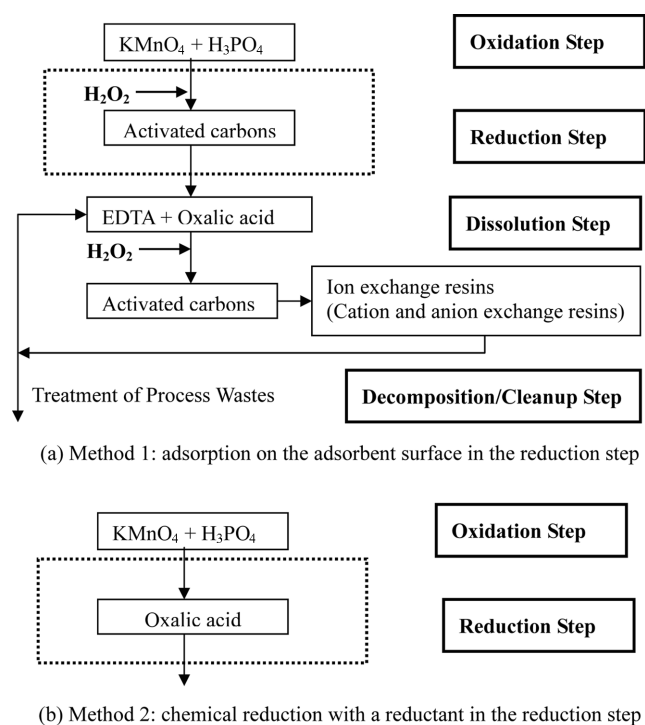 KMnO₄ + H₃PO₄
Oxidation Step
H₂O₂
Activated carbons
Reduction Step
EDTA + Oxalic acid
Dissolution Step
H₂O₂
Activated carbons
Ion exchange resins
(Cation and anion exchange resins)
Treatment of Process Wastes
Decomposition/Cleanup Step
(a) Method 1: adsorption on the adsorbent surface in the reduction step
KMnO₄ + H₃PO₄
Oxidation Step
Oxalic acid
Reduction Step
(b) Method 2: chemical reduction with a reductant in the reduction step